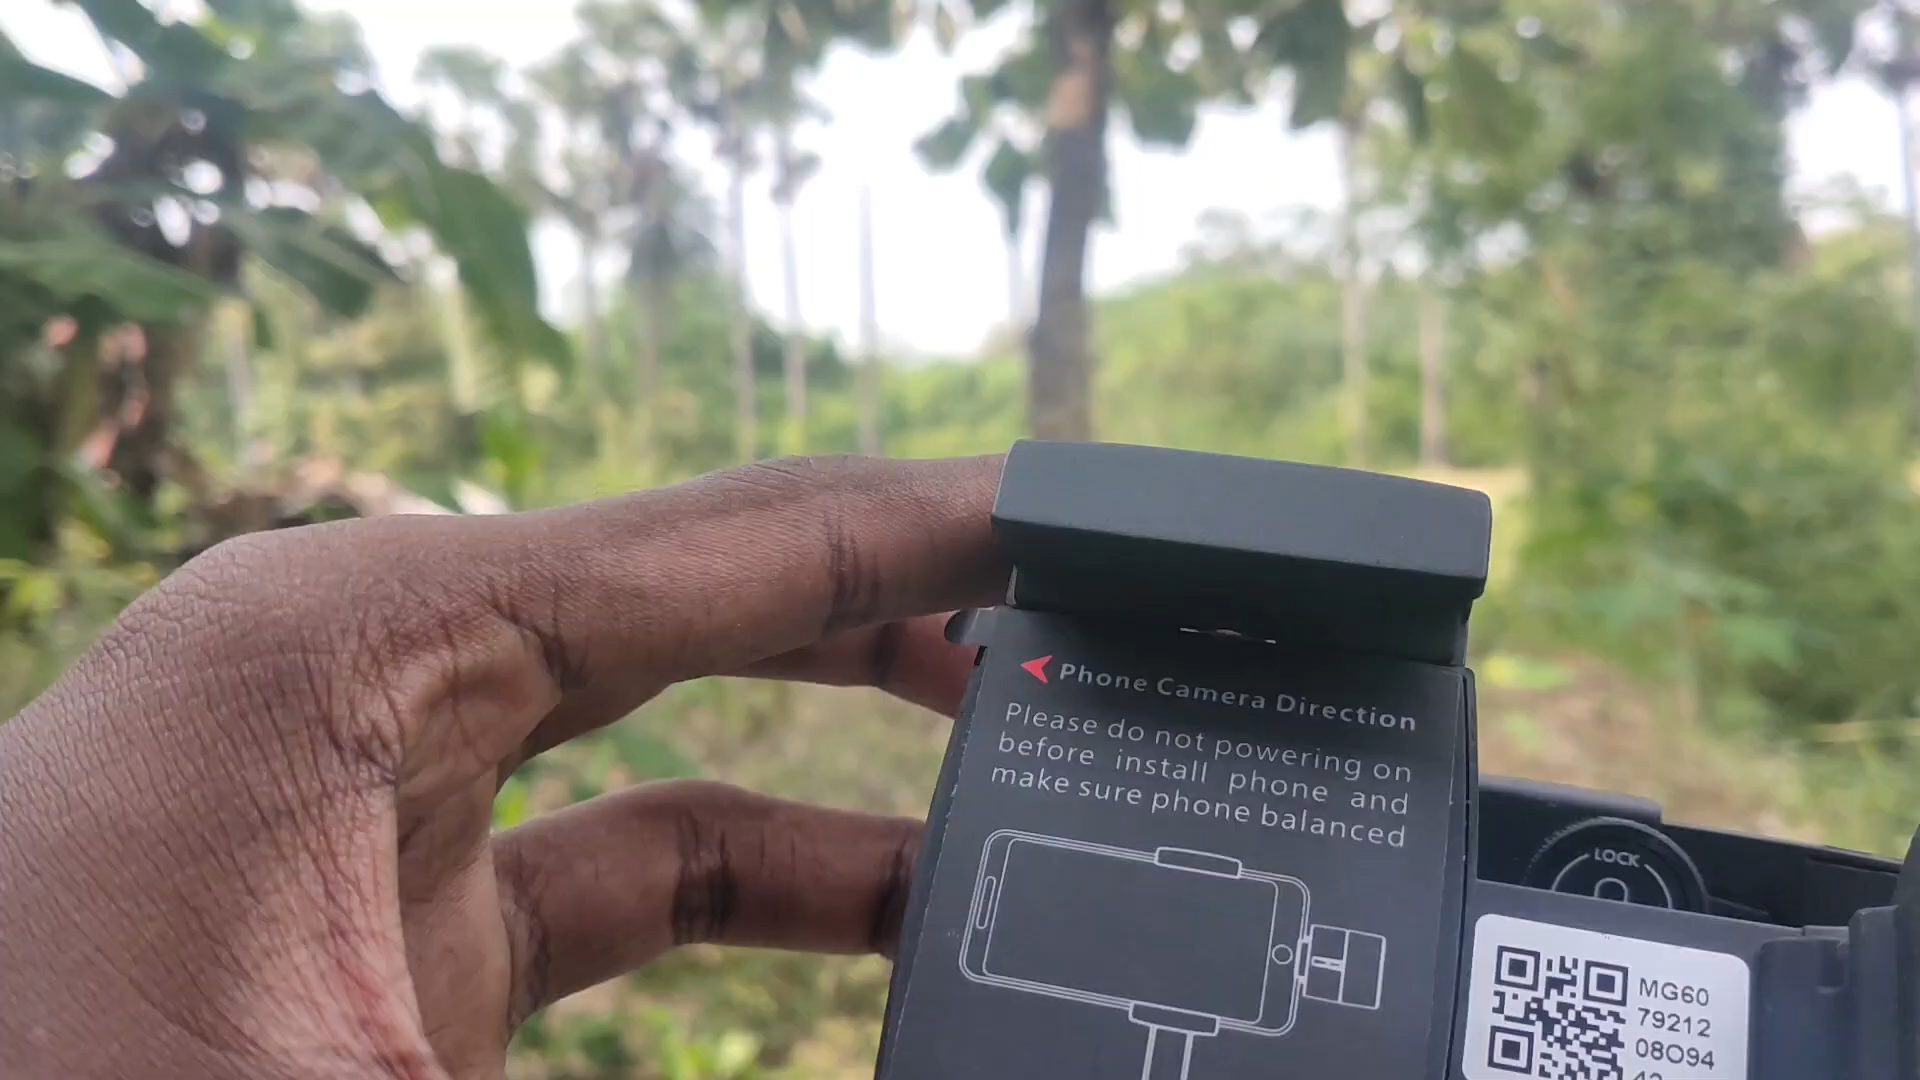 Phone Camera Direction
Please do not powering on
before install phone and
make sure phone balanced
LOCK
MG60
79212
08O94